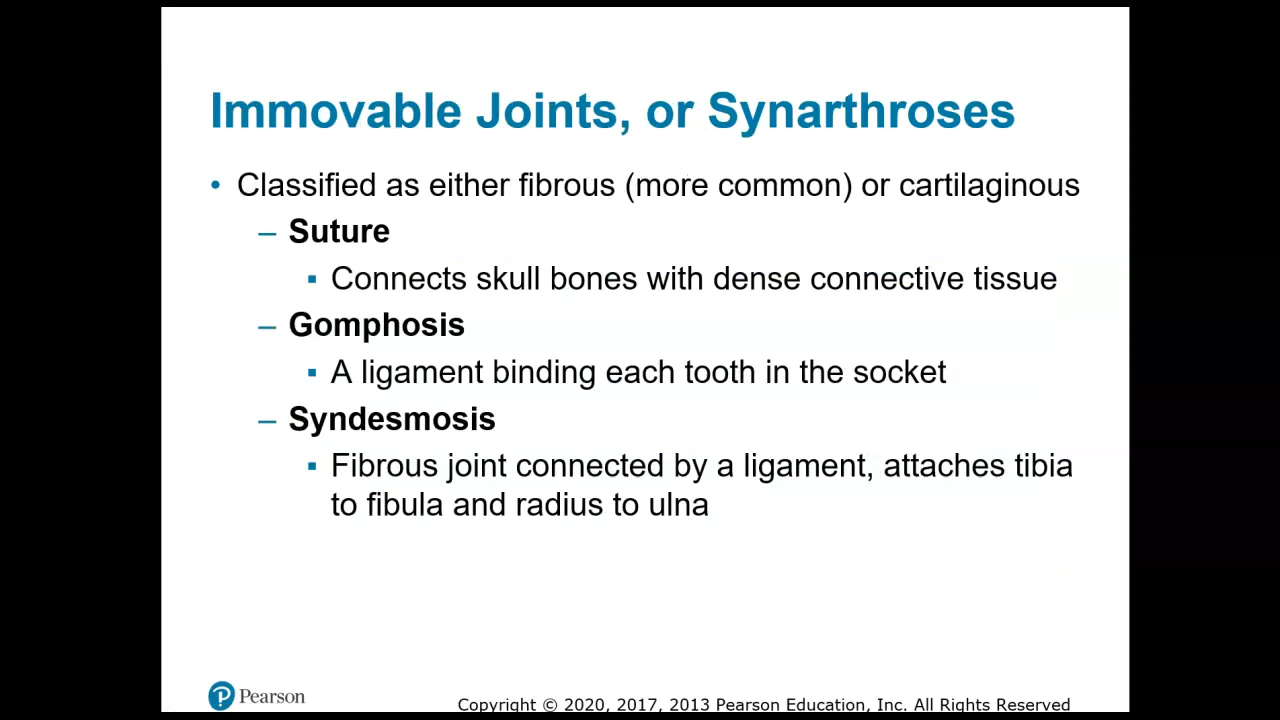 Immovable Joints, or Synarthroses
• Classified as either fibrous (more common) or cartilaginous
– Suture
▪ Connects skull bones with dense connective tissue
– Gomphosis
▪ A ligament binding each tooth in the socket
– Syndesmosis
▪ Fibrous joint connected by a ligament, attaches tibia
to fibula and radius to ulna
P Pearson
Copyright © 2020, 2017, 2013 Pearson Education, Inc. All Rights Reserved